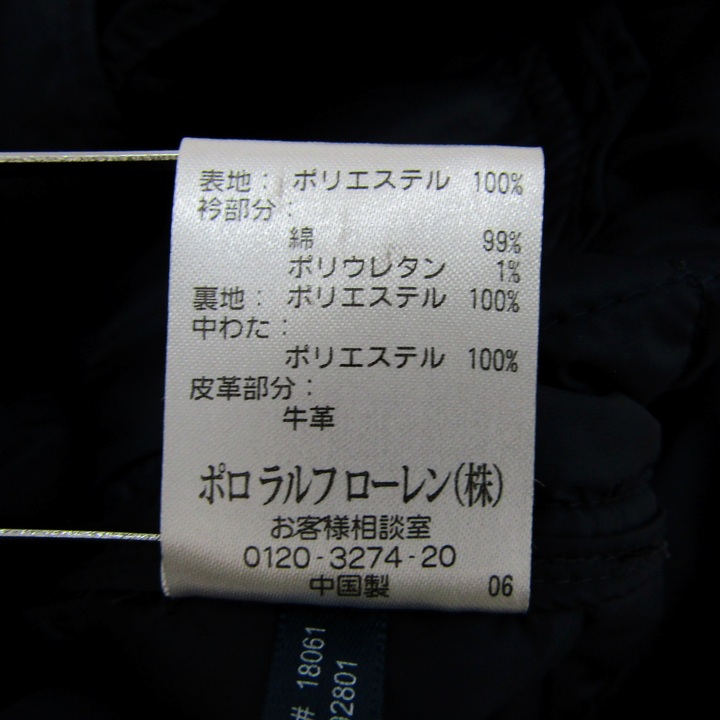 表地： ポリエステル 100%
衿部分：
綿 99%
ポリウレタン 1%
裏地： ポリエステル 100%
中わた：
ポリエステル 100%
皮革部分：
牛革
ポロ ラルフ ローレン(株)
お客様相談室
0120-3274-20
中国製 06
# 18061
02801